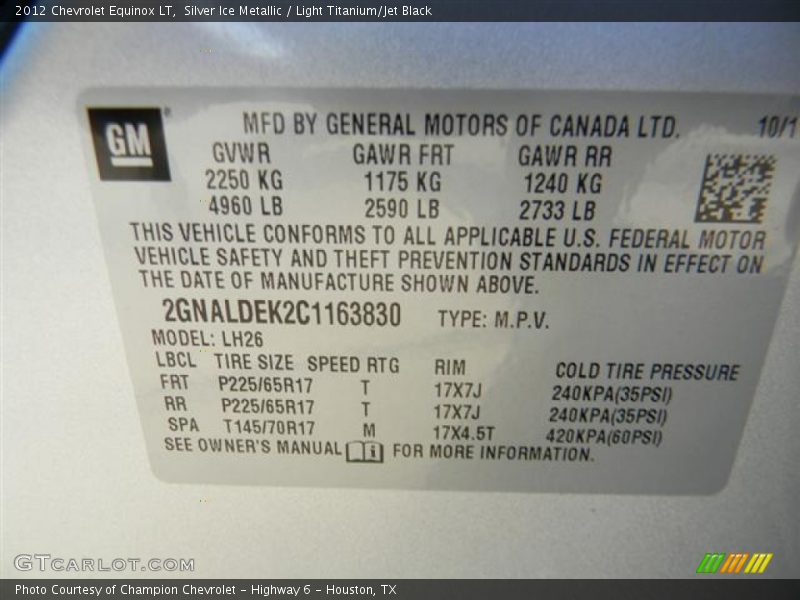 2012 Chevrolet Equinox LT,  Silver Ice Metallic / Light Titanium/Jet Black
GM
MFD BY GENERAL MOTORS OF CANADA LTD. 10/1
GVWR GAWR FRT GAWR RR
2250 KG 1175 KG 1240 KG
4960 LB 2590 LB 2733 LB
THIS VEHICLE CONFORMS TO ALL APPLICABLE U.S. FEDERAL MOTOR
VEHICLE SAFETY AND THEFT PREVENTION STANDARDS IN EFFECT ON
THE DATE OF MANUFACTURE SHOWN ABOVE.
2GNALDEK2C1163830 TYPE: M.P.V.
MODEL: LH26
LBCL TIRE SIZE SPEED RTG RIM COLD TIRE PRESSURE
FRT P225/65R17 T 17X7J 240KPA(35PSI)
RR P225/65R17 T 17X7J 240KPA(35PSI)
SPA T145/70R17 M 17X4.5T 420KPA(60PSI)
SEE OWNER'S MANUAL i FOR MORE INFORMATION.
GTCARLOT.COM
Photo Courtesy of Champion Chevrolet - Highway 6 - Houston, TX